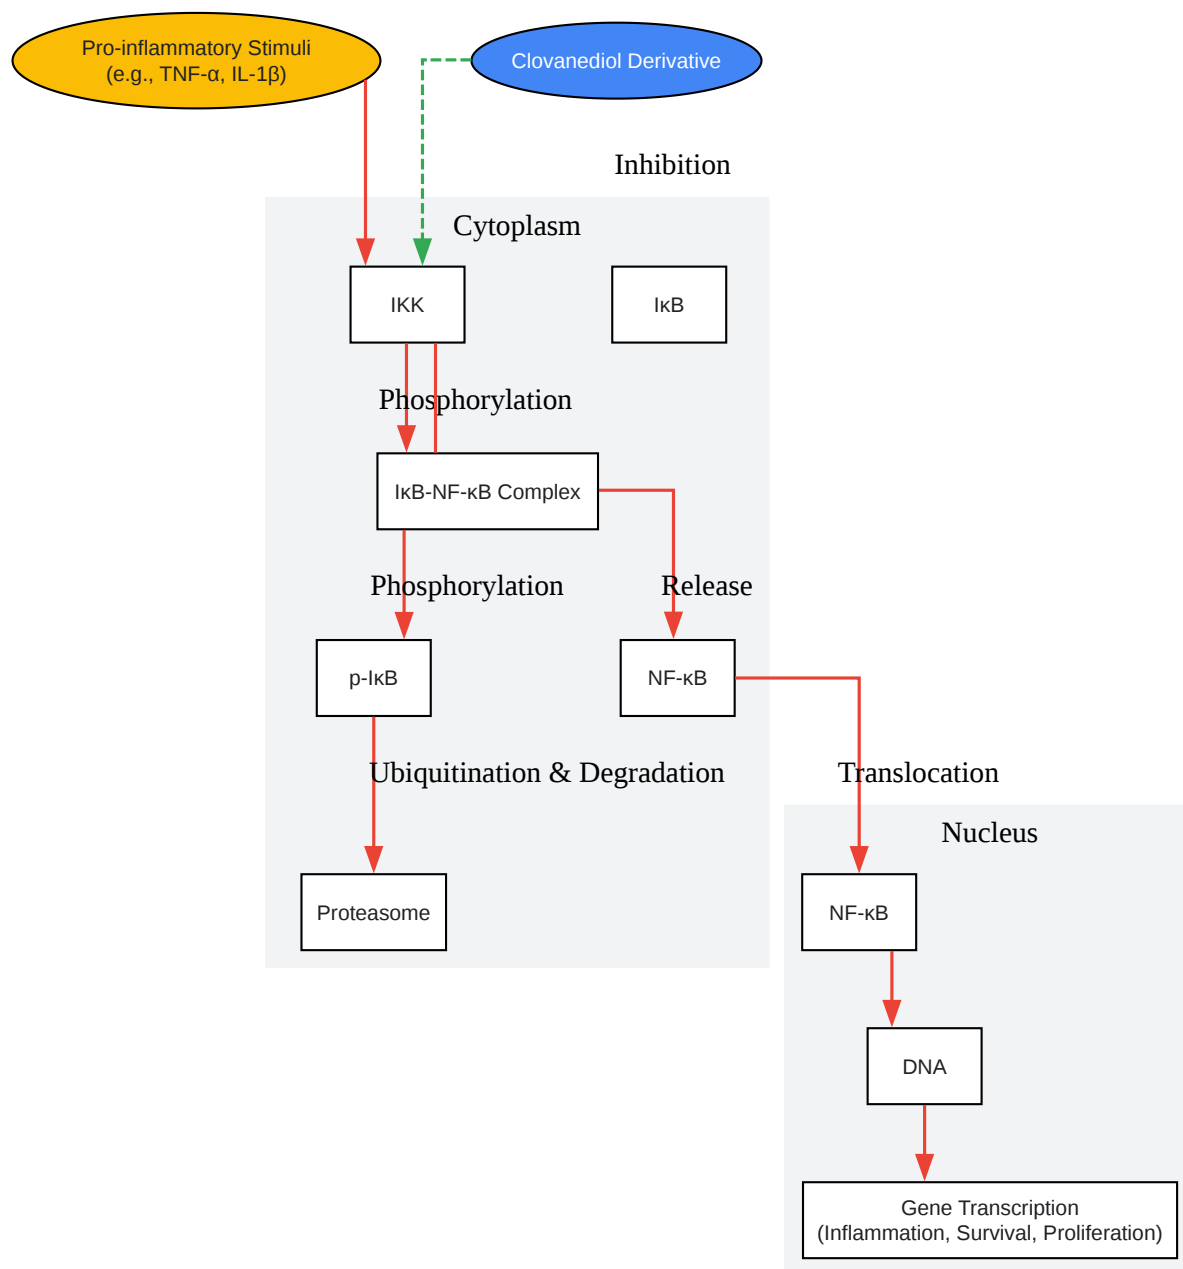 Pro-inflammatory Stimuli
(e.g., TNF-α, IL-1β)
Clovanediol Derivative
Inhibition
Cytoplasm
IKK
IκB
Phosphorylation
IκB-NF-κB Complex
Phosphorylation
Release
p-IκB
NF-κB
Ubiquitination & Degradation
Translocation
Nucleus
Proteasome
NF-κB
DNA
Gene Transcription
(Inflammation, Survival, Proliferation)